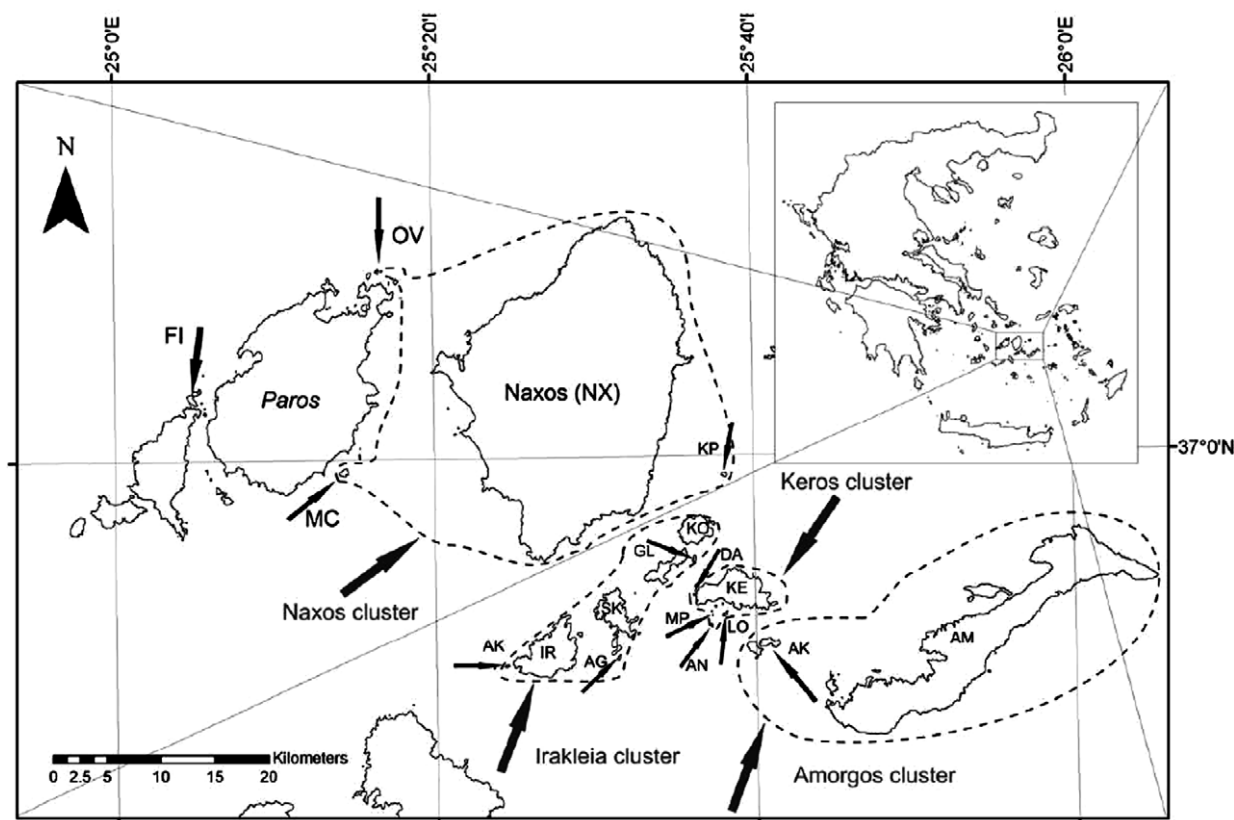 25°0'E
25°20'I
25°40'I
26°0'E
N
OV
FI
Paros
Naxos (NX)
KP
37°0'N
MC
Keros cluster
KO
GL
DA
KE
Naxos cluster
SK
MP
LO
AK
IR
AG
AN
AK
AM
Irakleia cluster
Amorgos cluster
Kilometers
0 2.5 5 10 15 20